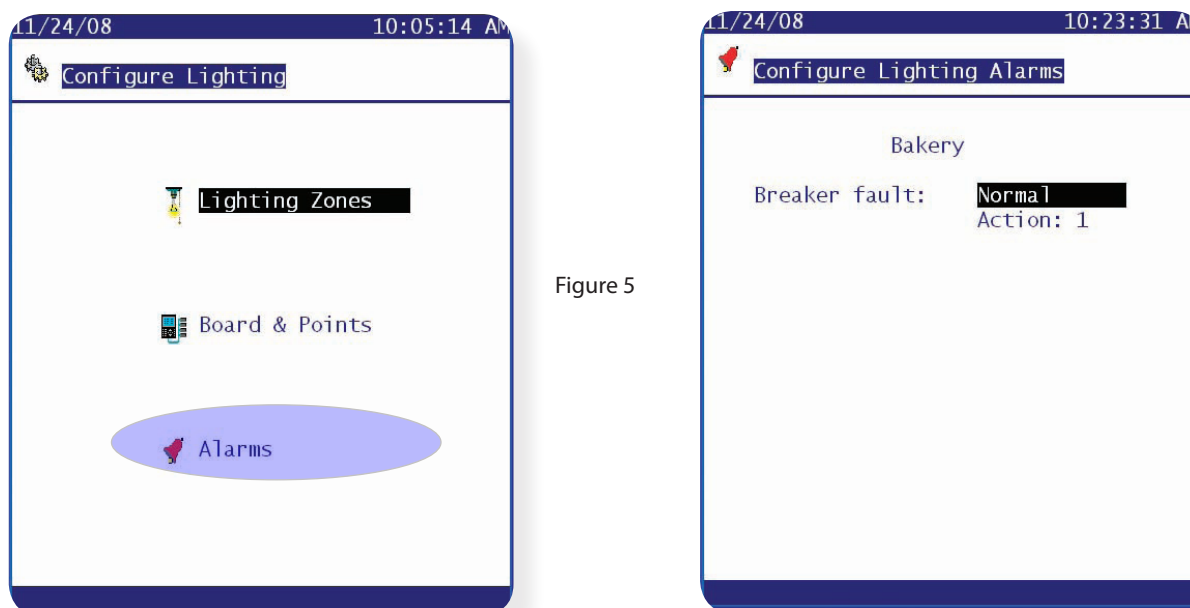 11/24/08 10:05:14 AM
Configure Lighting
Lighting Zones
Board & Points
Alarms
Figure 5
11/24/08 10:23:31 A
Configure Lighting Alarms
Bakery
Breaker fault: Normal
Action: 1